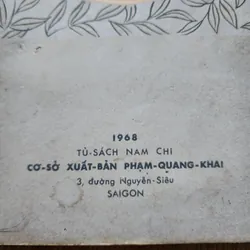 1968
TỦ-SÁCH NAM CHI
CƠ-SỞ XUẤT-BẢN PHẠM-QUANG-KHAI
3, đường Nguyễn-Siêu
SAIGON